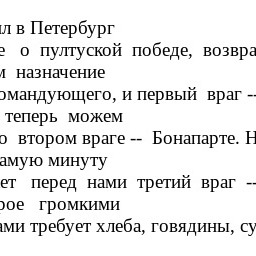 л в Петербург
е о пултуской победе, возвра
м назначение
омандующего, и первый враг --
теперь можем
о втором враге -- Бонапарте. Н
амую минуту
ет перед нами третий враг --
рое громкими
ами требует хлеба, говядины, су